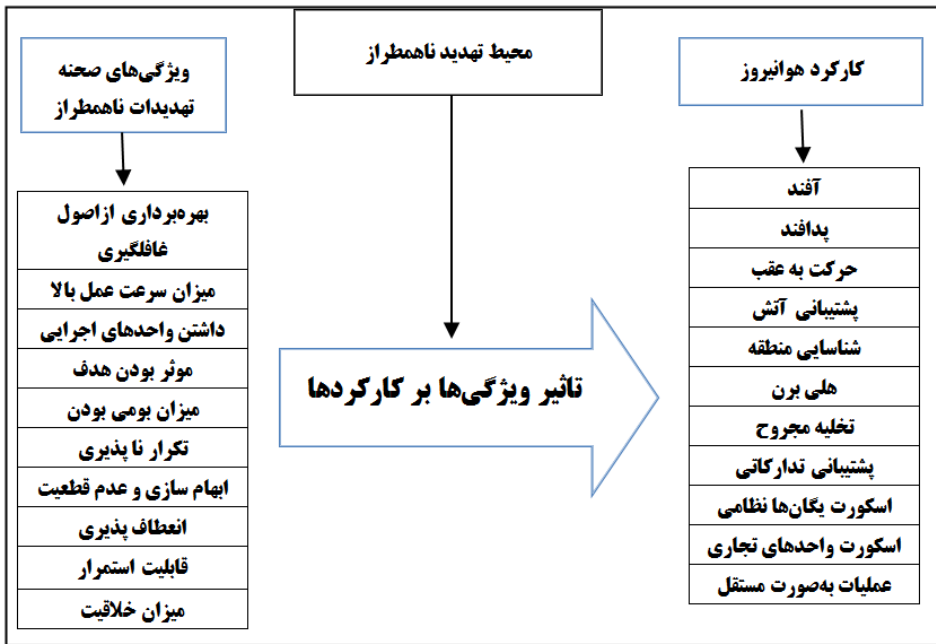 کارکرد هوانیروز
آفند
پدافند
حرکت به عقب
پشتیبانی آتش
شناسایی منطقه
هلی برن
تخلیه مجروح
پشتیبانی تدارکاتی
اسکورت یگان‌ها نظامی
اسکورت واحدهای تجاری
عملیات به‌صورت مستقل
محیط تهدید ناهمطراز
تاثیر ویژگی‌ها بر کارکردها
ویژگی‌های صحنه
تهدیدات ناهمطراز
بهره‌برداری ازاصول
غافلگیری
میزان سرعت عمل بالا
داشتن واحدهای اجرایی
موثر بودن هدف
میزان بومی بودن
تکرار نا پذیری
ابهام سازی و عدم قطعیت
انعطاف پذیری
قابلیت استمرار
میزان خلاقیت